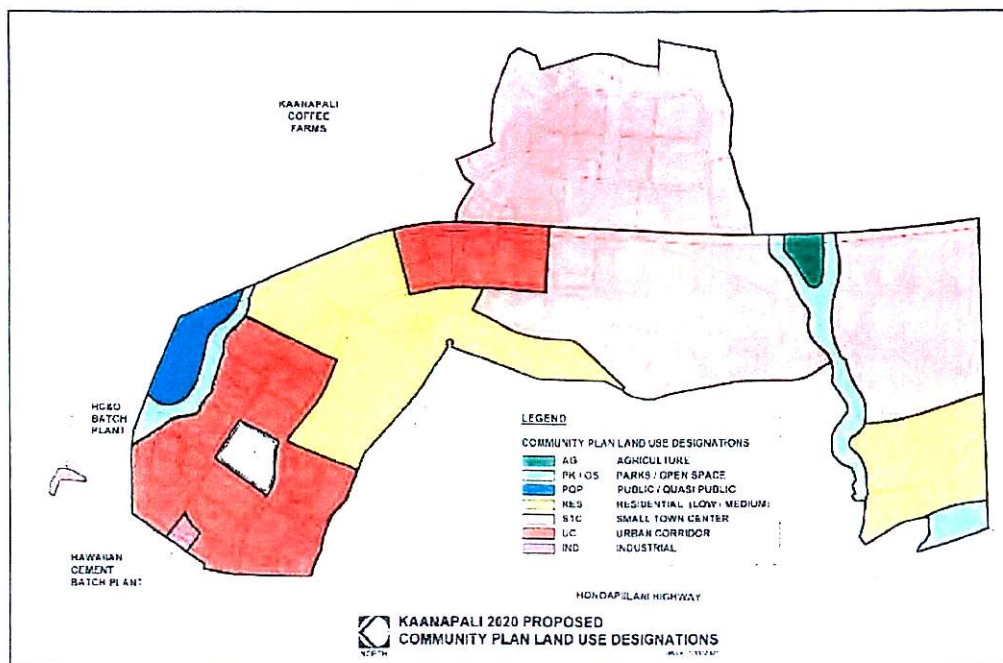 KAANAPALI
COFFEE
FARMS
HC&D
BATCH
PLANT
HAWAIIAN
CEMENT
BATCH PLANT
LEGEND
COMMUNITY PLAN LAND USE DESIGNATIONS
AG AGRICULTURE
PK / OS PARKS / OPEN SPACE
PQP PUBLIC / QUASI PUBLIC
RES RESIDENTIAL (LOW / MEDIUM)
STC SMALL TOWN CENTER
UC URBAN CORRIDOR
IND INDUSTRIAL
HONOAPIILANI HIGHWAY
NORTH
KAANAPALI 2020 PROPOSED
COMMUNITY PLAN LAND USE DESIGNATIONS